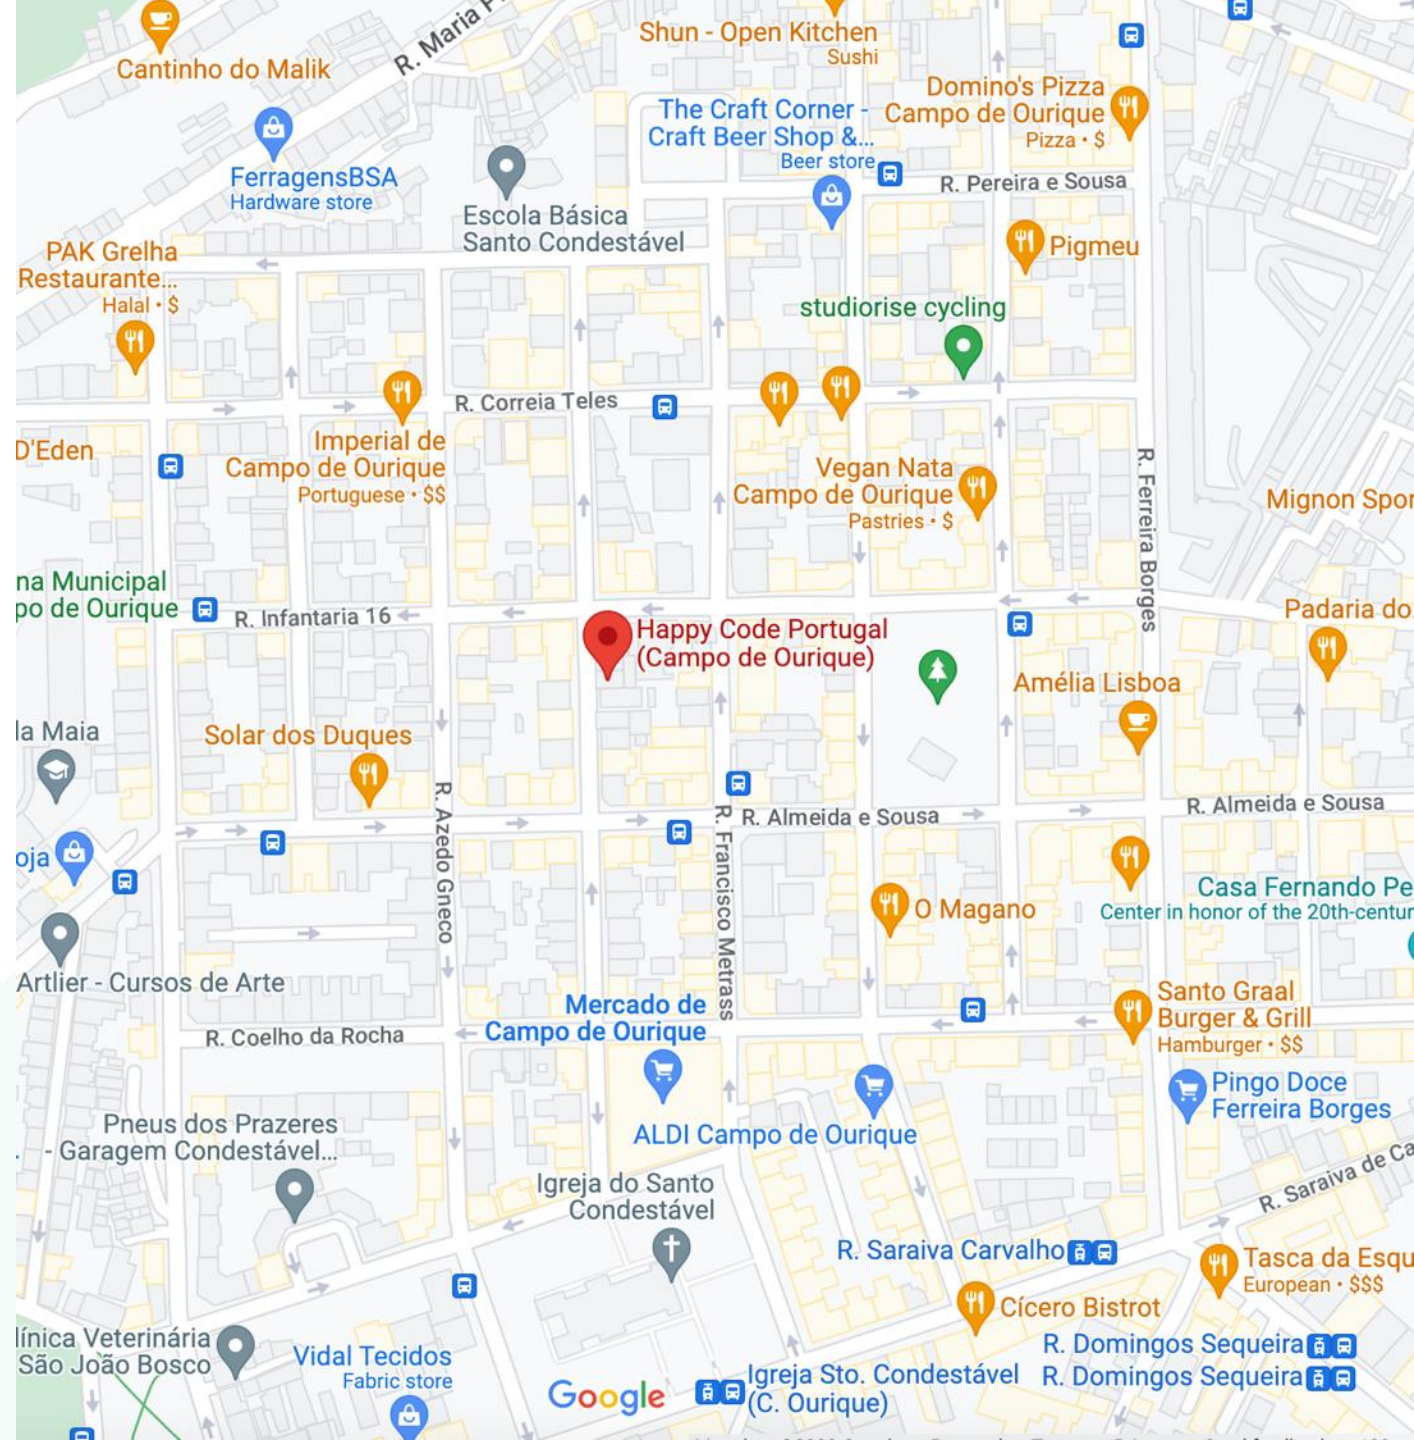 R. Maria P
Shun - Open Kitchen
Sushi
Cantinho do Malik
Domino's Pizza
Campo de Ourique
Pizza • $
The Craft Corner -
Craft Beer Shop &...
Beer store
FerragensBSA
Hardware store
R. Pereira e Sousa
Escola Básica
Santo Condestável
Pigmeu
PAK Grelha
Restaurante...
Halal • $
studiorise cycling
R. Correia Teles
D'Eden
Imperial de
Campo de Ourique
Portuguese • $$
Vegan Nata
Campo de Ourique
Pastries • $
R. Ferreira Borges
Mignon Spor
na Municipal
po de Ourique
R. Infantaria 16
Padaria do
Happy Code Portugal
(Campo de Ourique)
Amélia Lisboa
la Maia
Solar dos Duques
R. Azedo Gneco
R. Francisco Metrass
R. Almeida e Sousa
R. Almeida e Sousa
oja
Casa Fernando Pe
Center in honor of the 20th-centur
O Magano
Artlier - Cursos de Arte
Santo Graal
Burger & Grill
Hamburger • $$
Mercado de
Campo de Ourique
R. Coelho da Rocha
Pingo Doce
Ferreira Borges
Pneus dos Prazeres
- Garagem Condestável...
ALDI Campo de Ourique
Igreja do Santo
Condestável
R. Saraiva de Ca
R. Saraiva Carvalho
Tasca da Esqu
European • $$$
Cícero Bistrot
línica Veterinária
São João Bosco
Vidal Tecidos
Fabric store
R. Domingos Sequeira
R. Domingos Sequeira
Google
Igreja Sto. Condestável
(C. Ourique)